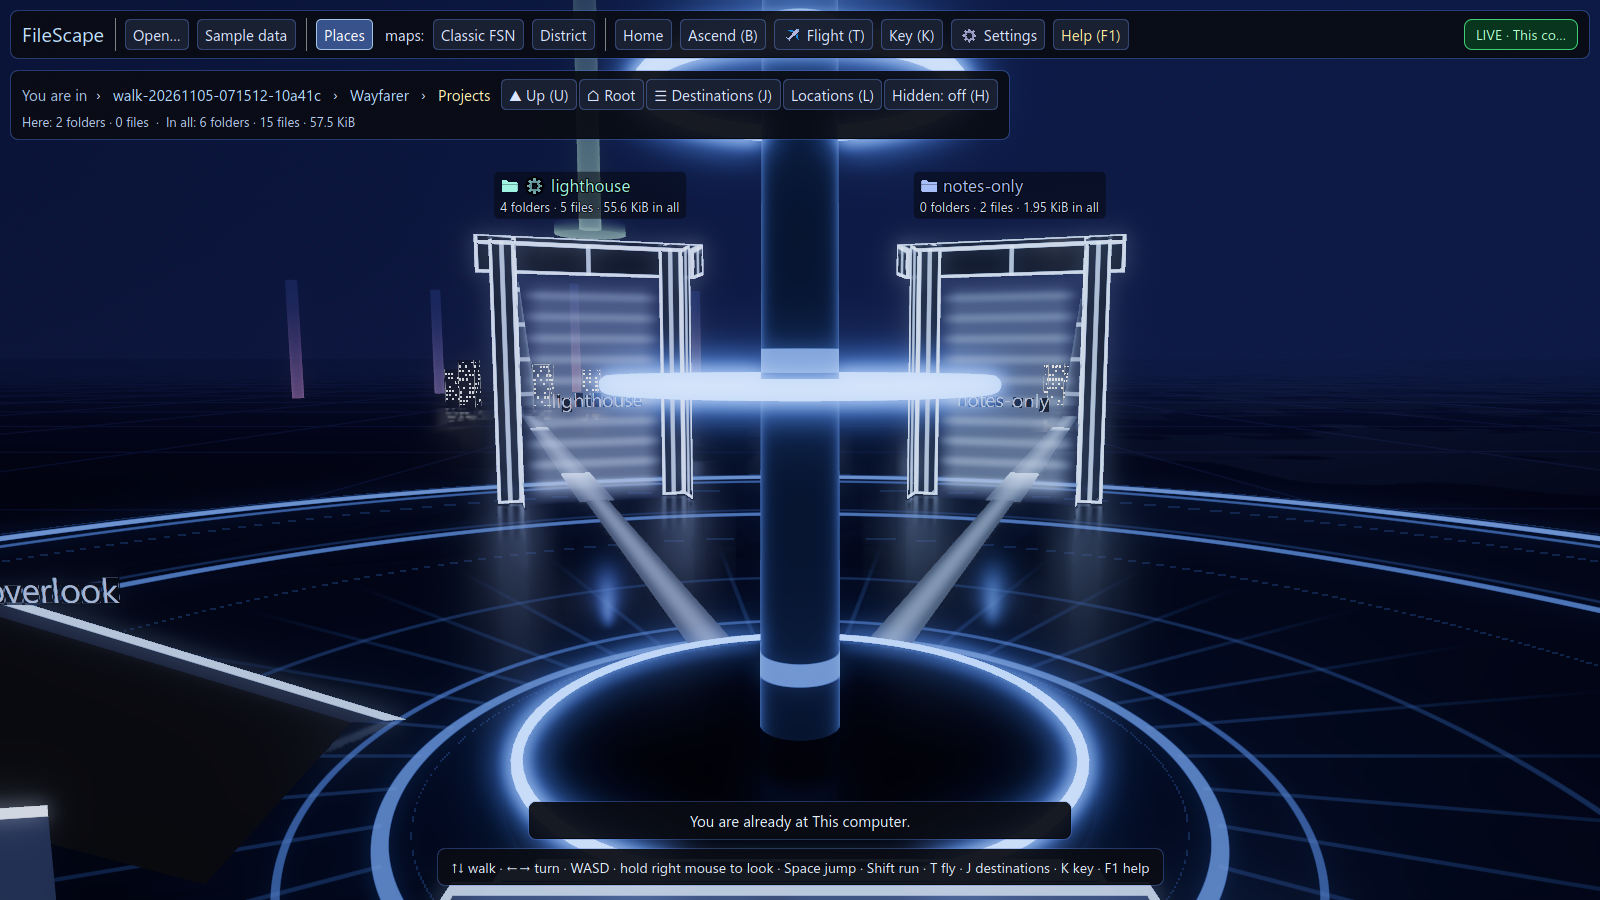 FileScape Open... Sample data Places maps: Classic FSN District Home Ascend (B) Flight (T) Key (K) Settings Help (F1) LIVE · This co...
You are in › walk-20261105-071512-10a41c › Wayfarer › Projects ▲ Up (U) Root ☰ Destinations (J) Locations (L) Hidden: off (H)
Here: 2 folders · 0 files · In all: 6 folders · 15 files · 57.5 KiB
lighthouse
4 folders · 5 files · 55.6 KiB in all
notes-only
0 folders · 2 files · 1.95 KiB in all
lighthouse
notes-only
overlook
You are already at This computer.
↑↓ walk · ←→ turn · WASD · hold right mouse to look · Space jump · Shift run · T fly · J destinations · K key · F1 help